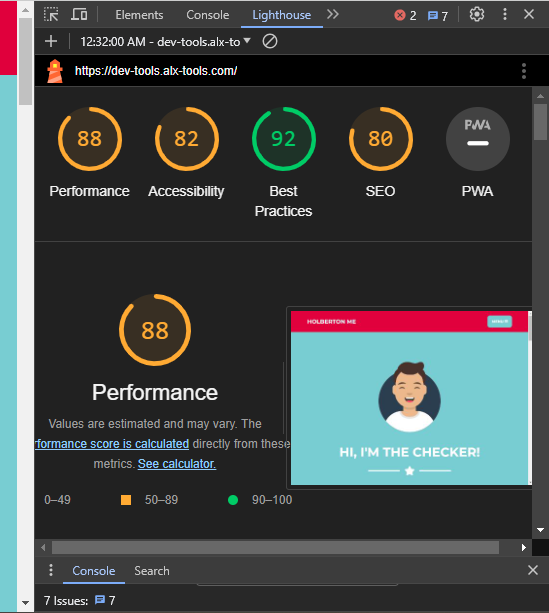 Elements Console Lighthouse 2 7
12:32:00 AM - dev-tools.alx-to
https://dev-tools.alx-tools.com/
88 82 92 80 PWA
Performance Accessibility Best Practices SEO PWA
88
HOLBERTON ME
Performance
Values are estimated and may vary. The
rformance score is calculated directly from these
metrics. See calculator.
HI, I'M THE CHECKER!
0–49 50–89 90–100
Console Search
7 Issues: 7